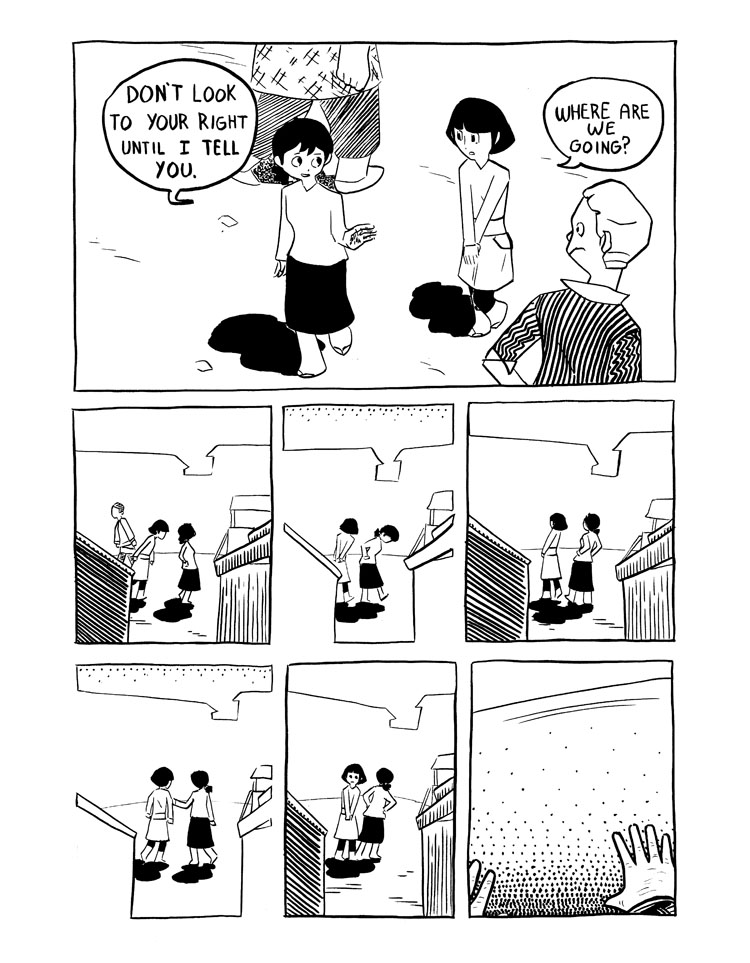 DON'T LOOK
TO YOUR RIGHT
UNTIL I TELL
YOU.
WHERE ARE
WE
GOING?